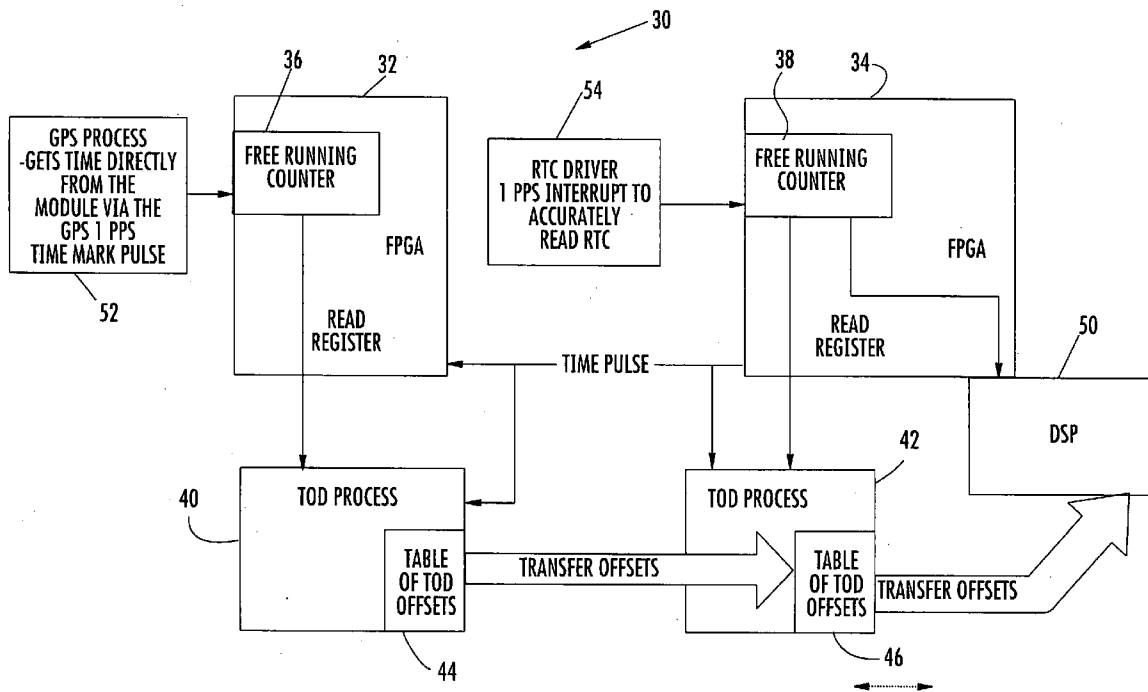 30
36
32
54
38
34
GPS PROCESS
-GETS TIME DIRECTLY
FROM THE
MODULE VIA THE
GPS 1 PPS
TIME MARK PULSE
52
FREE RUNNING
COUNTER
FPGA
READ
REGISTER
RTC DRIVER
1 PPS INTERRUPT TO
ACCURATELY
READ RTC
FREE RUNNING
COUNTER
FPGA
READ
REGISTER
TIME PULSE
50
DSP
40
TOD PROCESS
TABLE
OF TOD
OFFSETS
44
TRANSFER OFFSETS
42
TOD PROCESS
TABLE
OF TOD
OFFSETS
46
TRANSFER OFFSETS